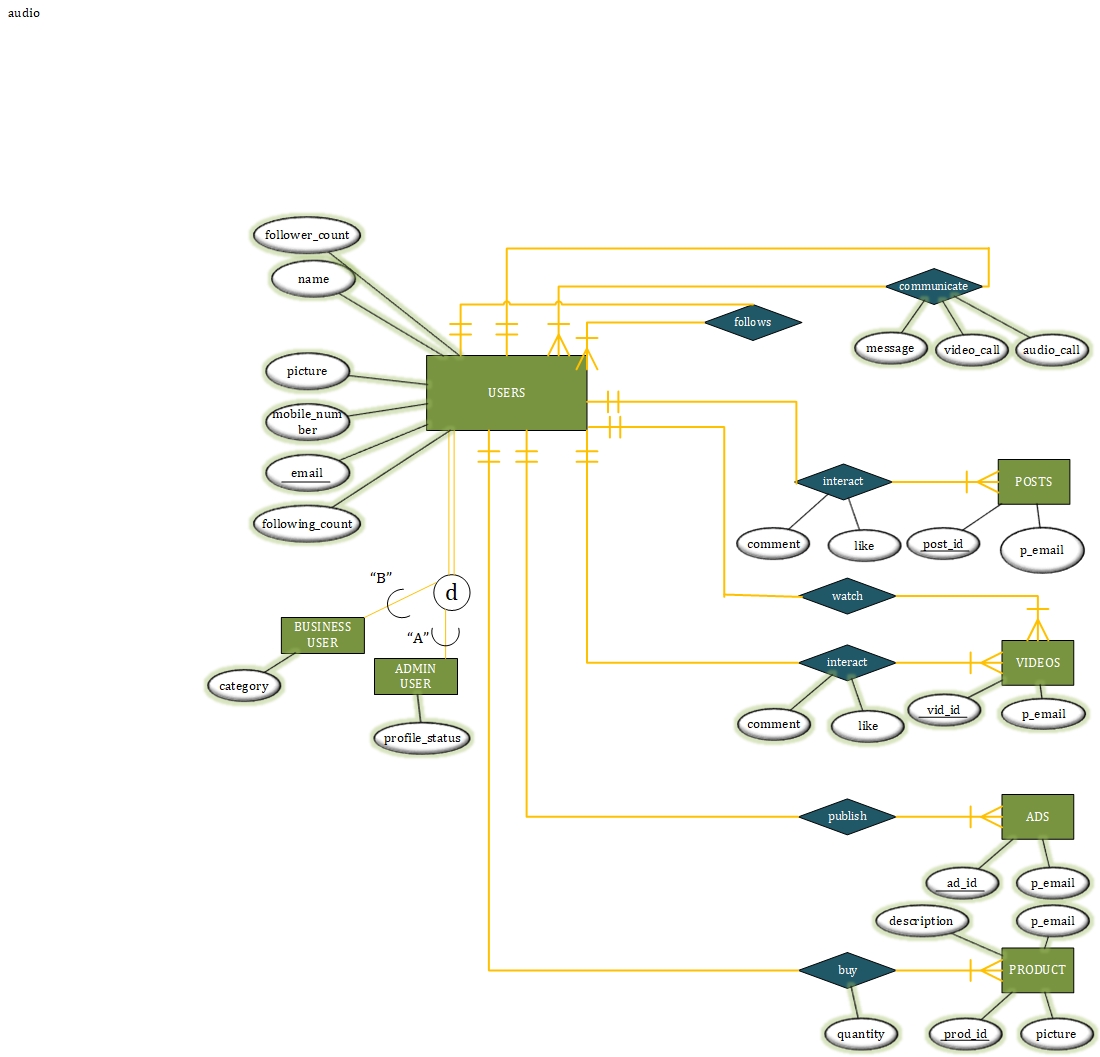 audio
follower_count
name
communicate
follows
message
video_call
audio_call
picture
USERS
mobile_num
ber
email
following_count
interact
POSTS
comment
like
post_id
p_email
"B"
d
watch
BUSINESS
USER
"A"
ADMIN
USER
category
profile_status
interact
VIDEOS
comment
like
vid_id
p_email
publish
ADS
ad_id
p_email
description
p_email
buy
PRODUCT
quantity
prod_id
picture